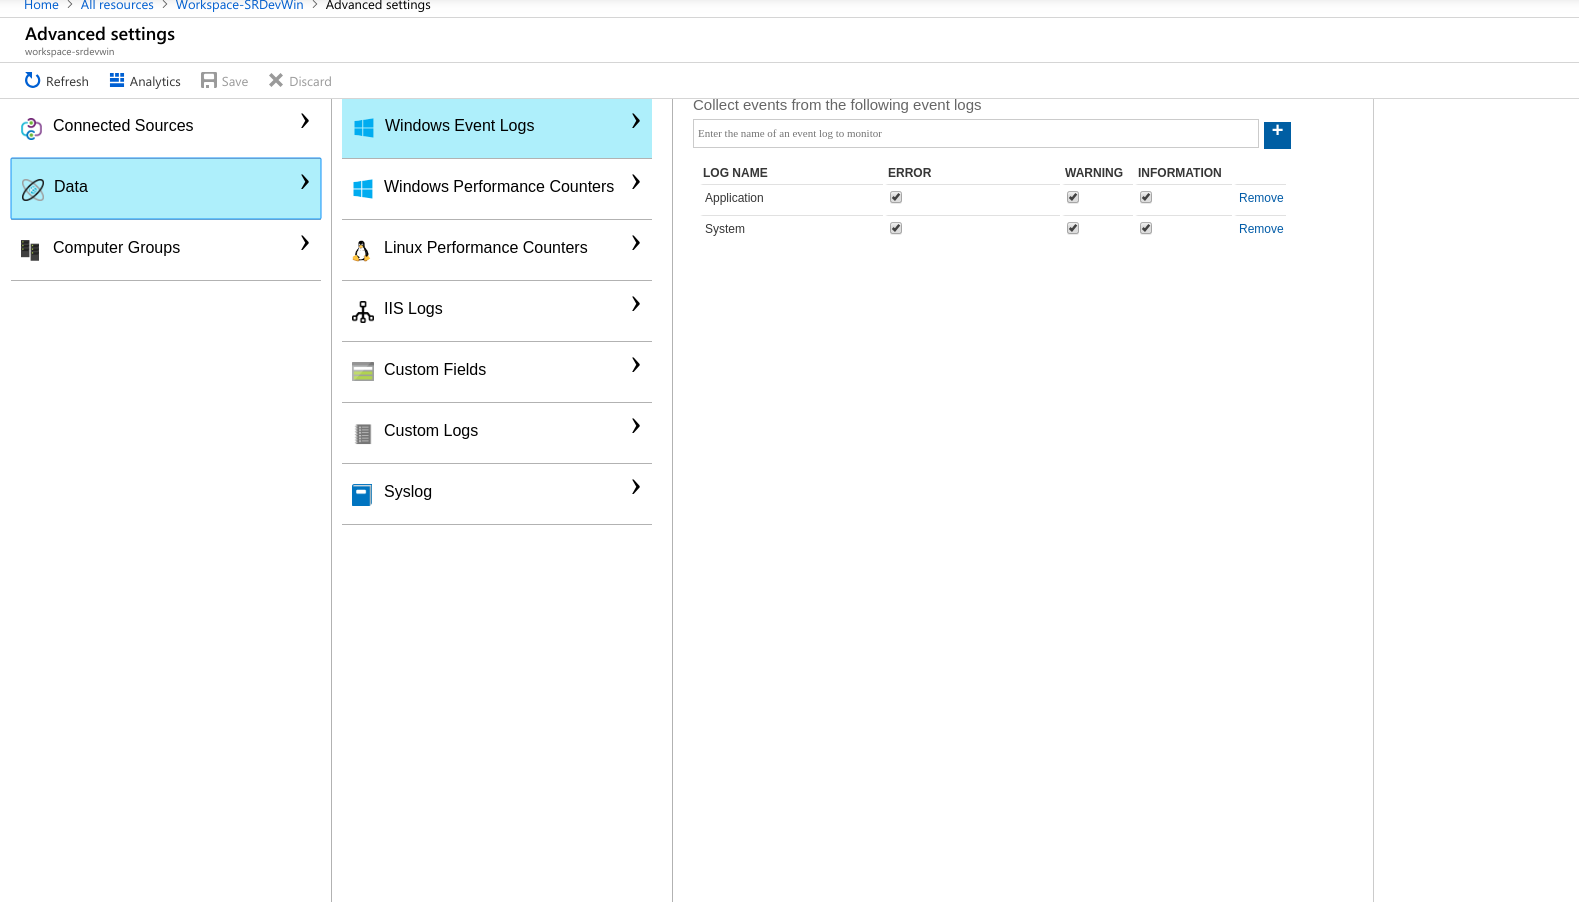 Home > All resources > Workspace-SRDevWin > Advanced settings
Advanced settings
workspace-srdevwin
Refresh Analytics Save Discard
Connected Sources
Data
Computer Groups
Windows Event Logs
Windows Performance Counters
Linux Performance Counters
IIS Logs
Custom Fields
Custom Logs
Syslog
Collect events from the following event logs
Enter the name of an event log to monitor
+
LOG NAME ERROR WARNING INFORMATION
Application Remove
System Remove